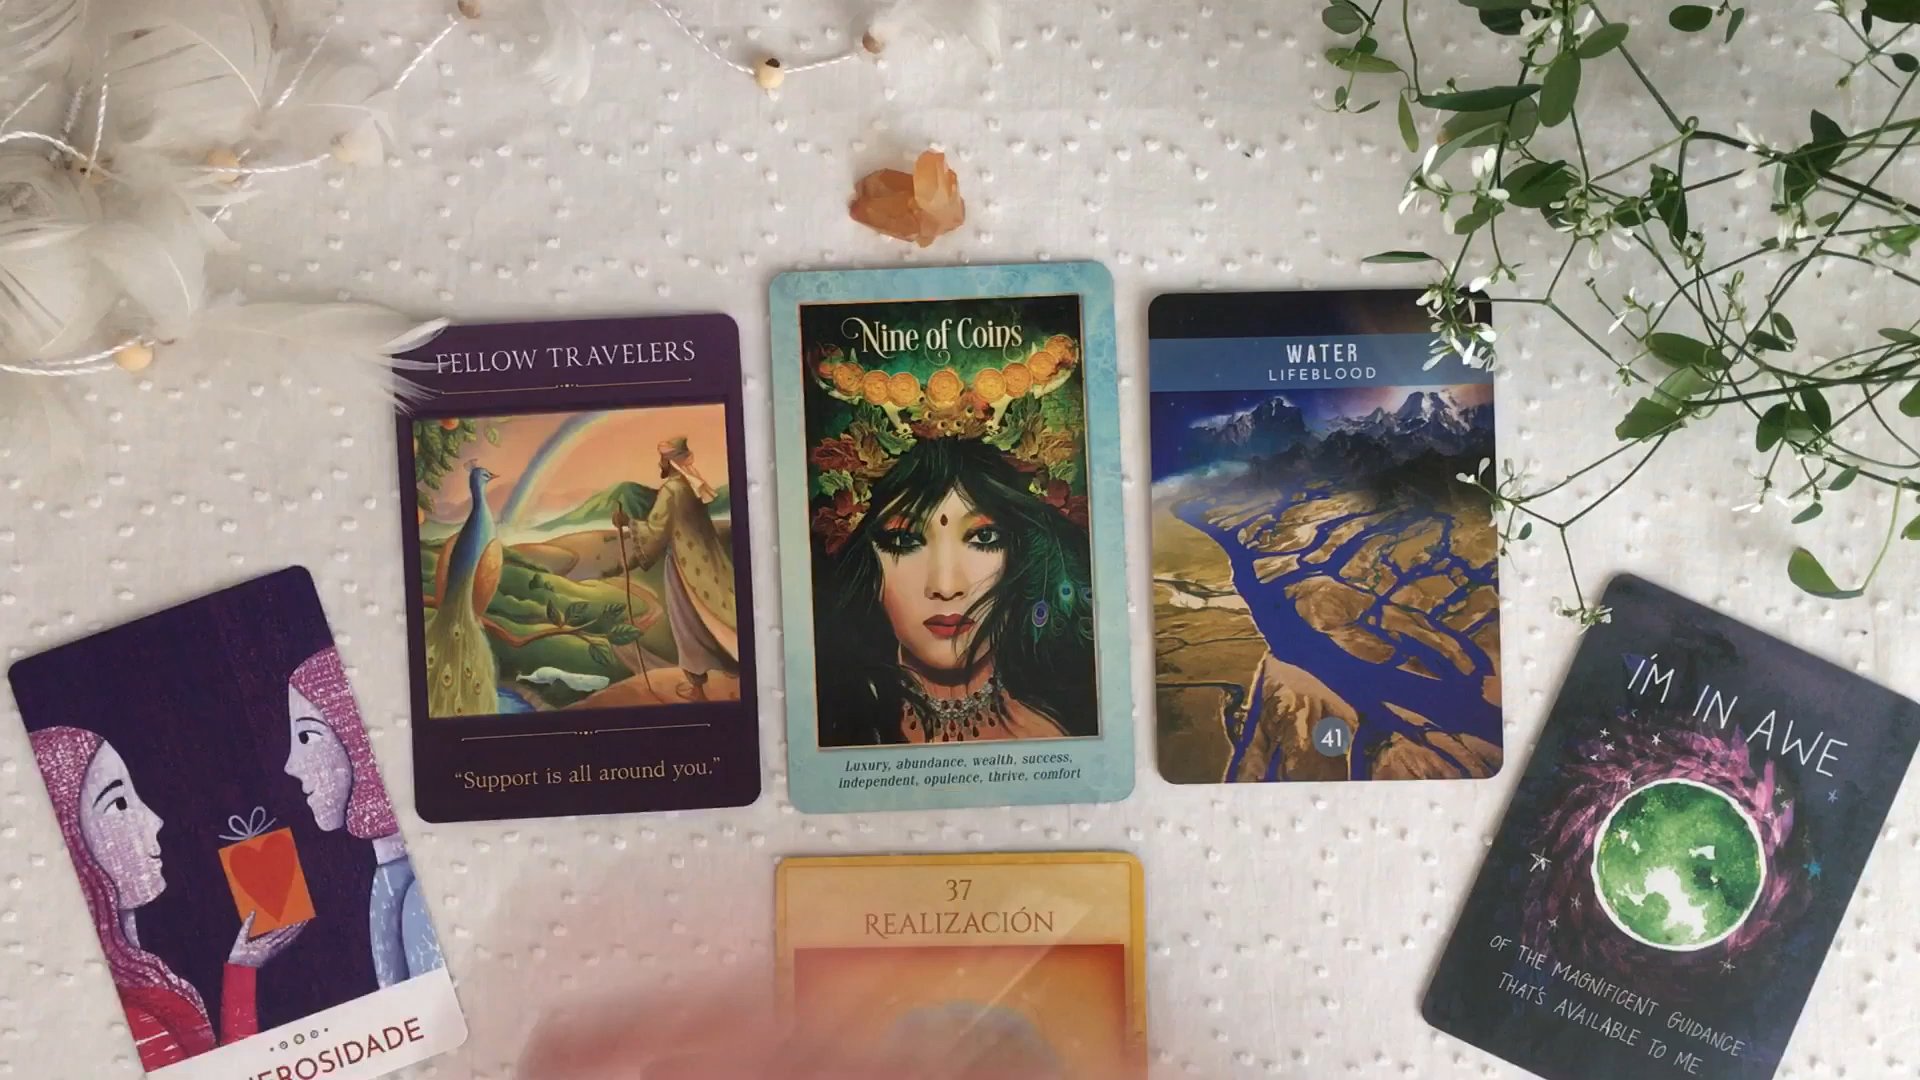 FELLOW TRAVELERS
"Support is all around you."
Nine of Coins
Luxury, abundance, wealth, success,
independent, opulence, thrive, comfort
WATER
LIFEBLOOD
41
I'M IN AWE
OF THE MAGNIFICENT GUIDANCE
THAT'S AVAILABLE TO ME
37
REALIZACIÓN